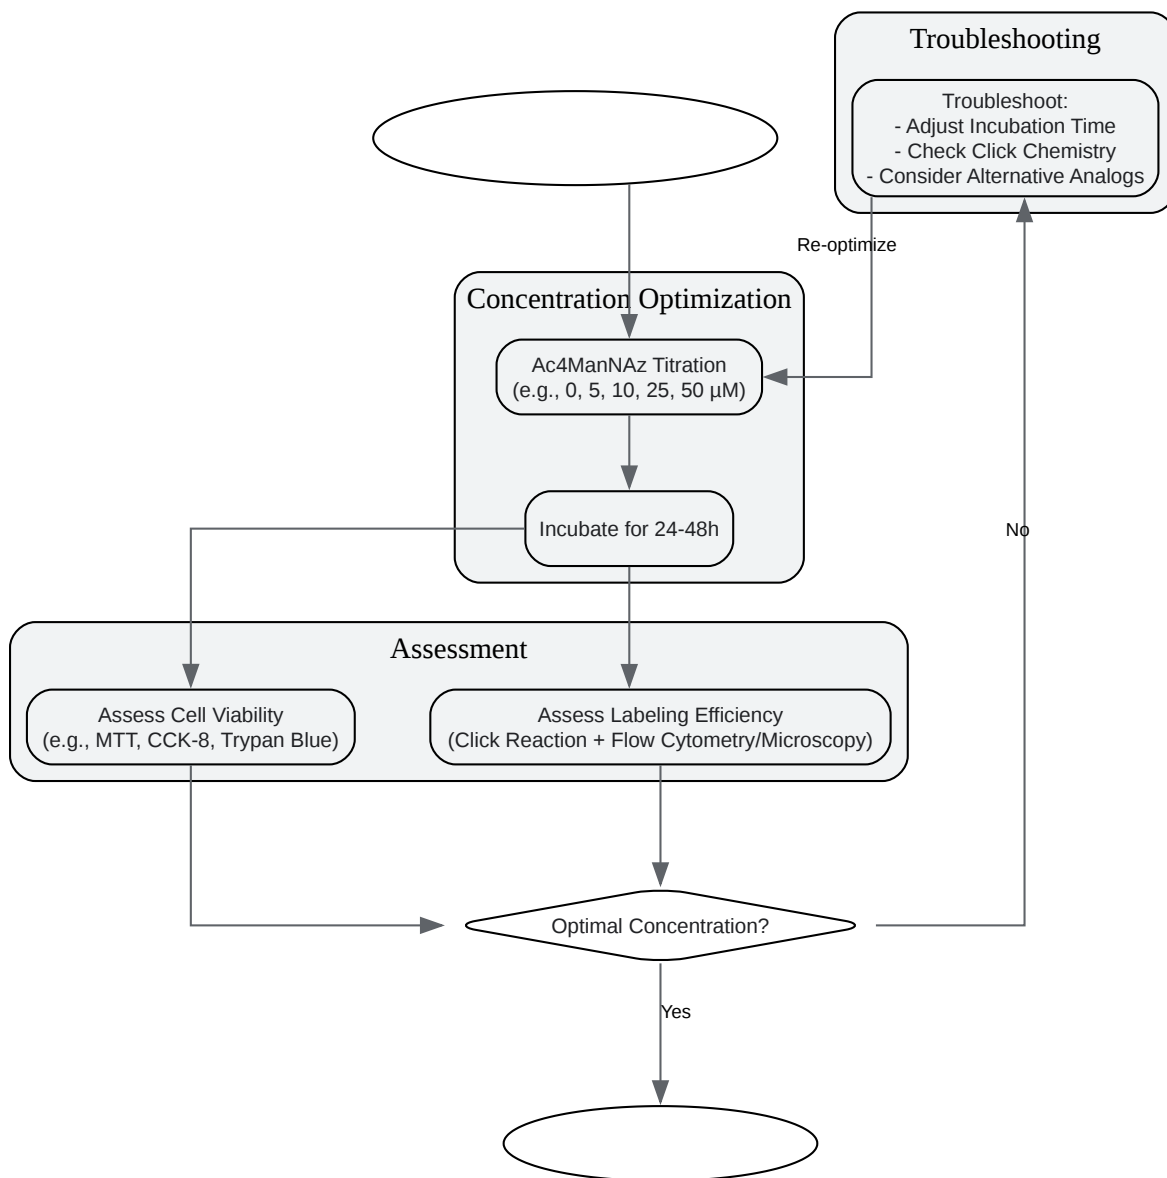 Troubleshooting
Troubleshoot:
- Adjust Incubation Time
- Check Click Chemistry
- Consider Alternative Analogs
Re-optimize
Concentration Optimization
Ac4ManNAz Titration
(e.g., 0, 5, 10, 25, 50 µM)
Incubate for 24-48h
No
Assessment
Assess Cell Viability
(e.g., MTT, CCK-8, Trypan Blue)
Assess Labeling Efficiency
(Click Reaction + Flow Cytometry/Microscopy)
Optimal Concentration?
Yes